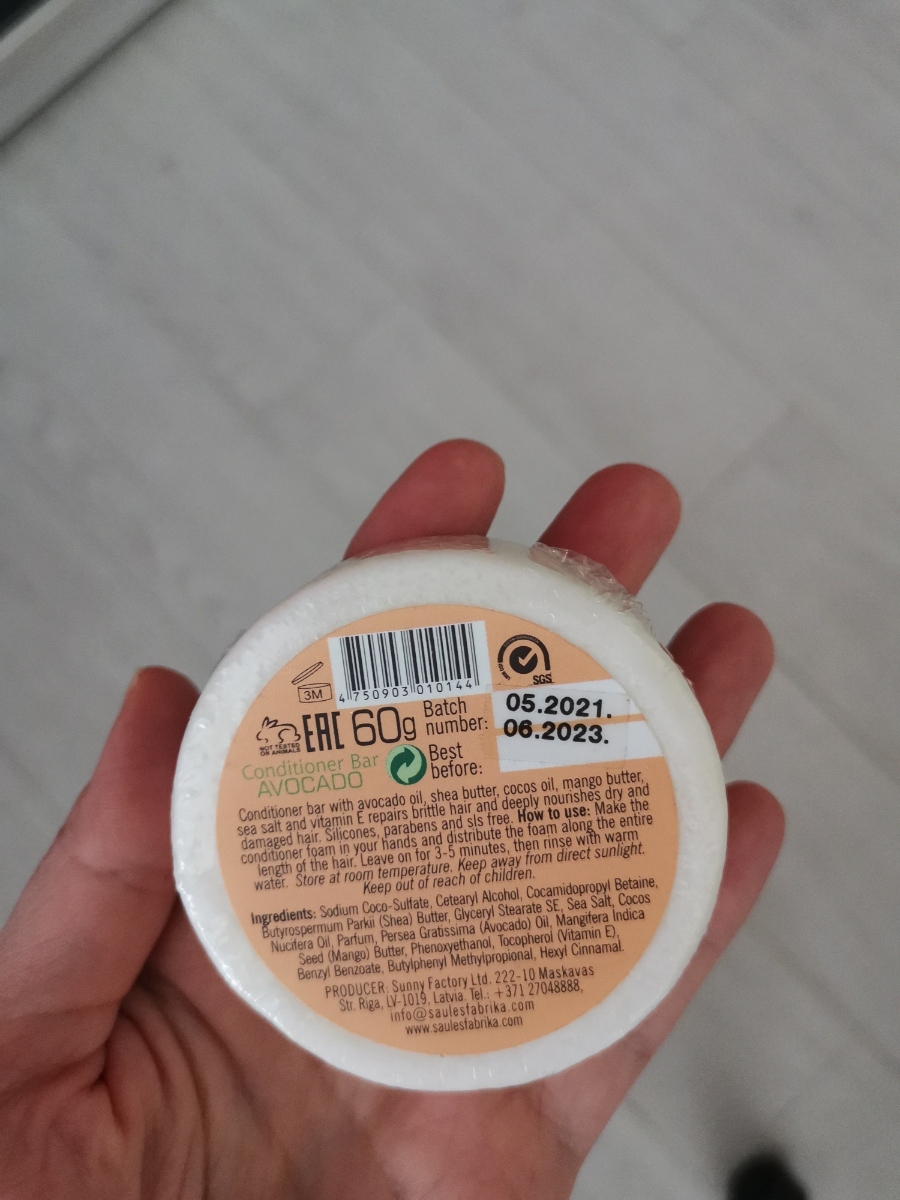 4 750903 010144
SGS
3M
NOT TESTED
ON ANIMALS
EAC 60g
Batch
number:
05.2021.
Best
before:
06.2023.
Conditioner Bar
AVOCADO
Conditioner bar with avocado oil, shea butter, cocos oil, mango butter,
sea salt and vitamin E repairs brittle hair and deeply nourishes dry and
damaged hair. Silicones, parabens and sls free. How to use: Make the
conditioner foam in your hands and distribute the foam along the entire
length of the hair. Leave on for 3-5 minutes, then rinse with warm
water. Store at room temperature. Keep away from direct sunlight.
Keep out of reach of children.
Ingredients: Sodium Coco-Sulfate, Cetearyl Alcohol, Cocamidopropyl Betaine,
Butyrospermum Parkii (Shea) Butter, Glyceryl Stearate SE, Sea Salt, Cocos
Nucifera Oil, Parfum, Persea Gratissima (Avocado) Oil, Mangifera Indica
Seed (Mango) Butter, Phenoxyethanol, Tocopherol (Vitamin E),
Benzyl Benzoate, Butylphenyl Methylpropional, Hexyl Cinnamal.
PRODUCER: Sunny Factory Ltd. 222-10 Maskavas
Str. Riga, LV-1019, Latvia. Tel.: +371 27048888,
info@saulesfabrika.com
www.saulesfabrika.com